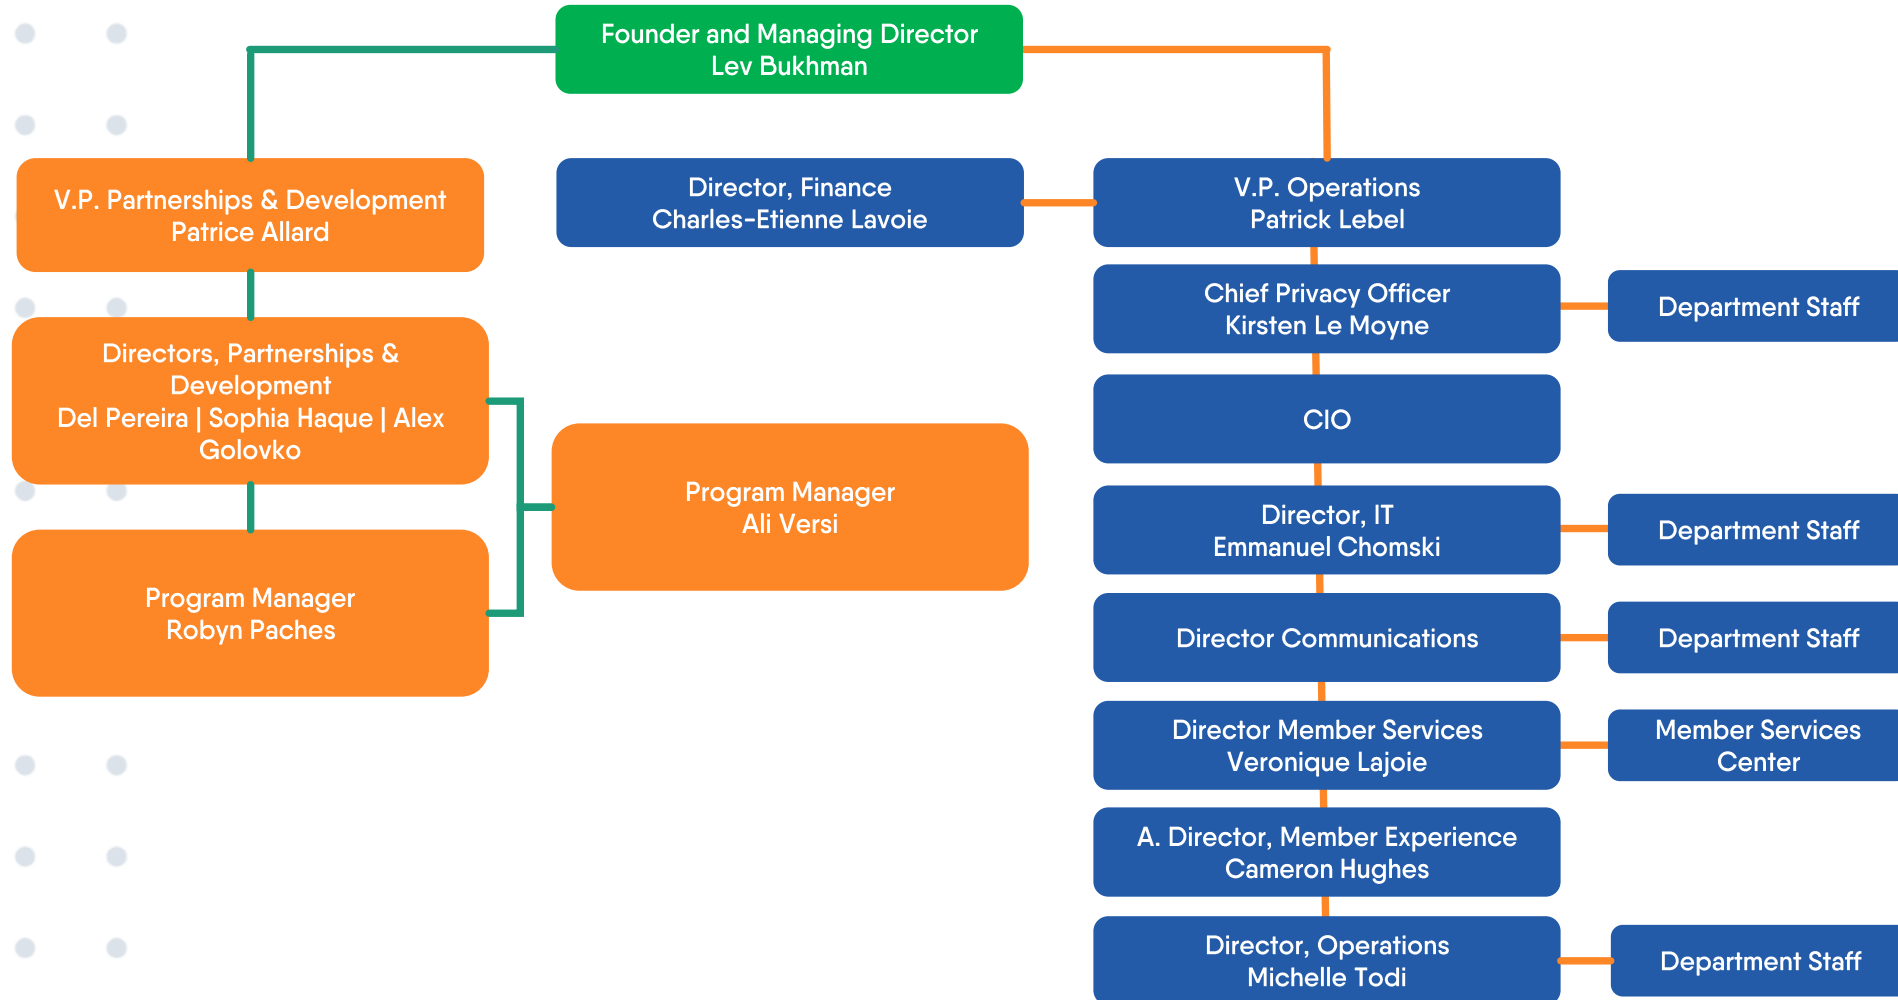 Founder and Managing Director
Lev Bukhman
V.P. Partnerships & Development
Patrice Allard
Directors, Partnerships &
Development
Del Pereira | Sophia Haque | Alex
Golovko
Program Manager
Robyn Paches
Program Manager
Ali Versi
Director, Finance
Charles-Etienne Lavoie
V.P. Operations
Patrick Lebel
Chief Privacy Officer
Kirsten Le Moyne
Department Staff
CIO
Director, IT
Emmanuel Chomski
Department Staff
Director Communications
Department Staff
Director Member Services
Veronique Lajoie
Member Services
Center
A. Director, Member Experience
Cameron Hughes
Director, Operations
Michelle Todi
Department Staff